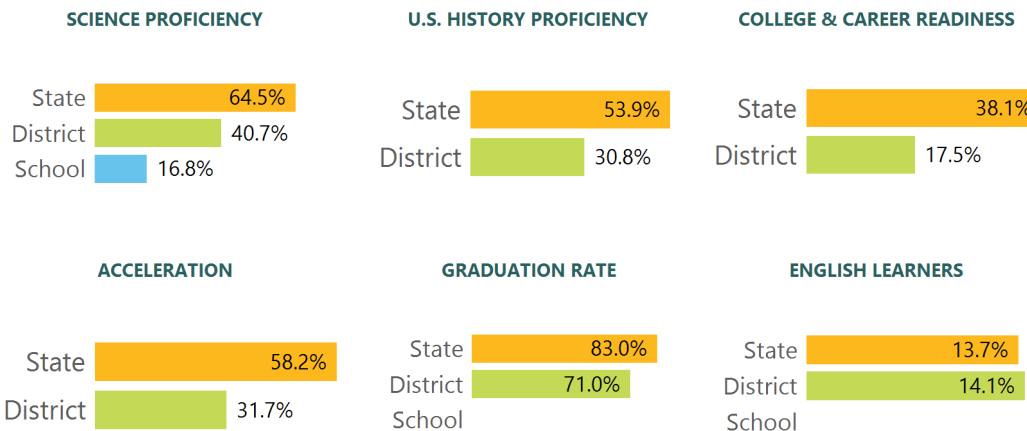 SCIENCE PROFICIENCY
State 64.5%
District 40.7%
School 16.8%
U.S. HISTORY PROFICIENCY
State 53.9%
District 30.8%
COLLEGE & CAREER READINESS
State 38.1%
District 17.5%
ACCELERATION
State 58.2%
District 31.7%
GRADUATION RATE
State 83.0%
District 71.0%
School
ENGLISH LEARNERS
State 13.7%
District 14.1%
School